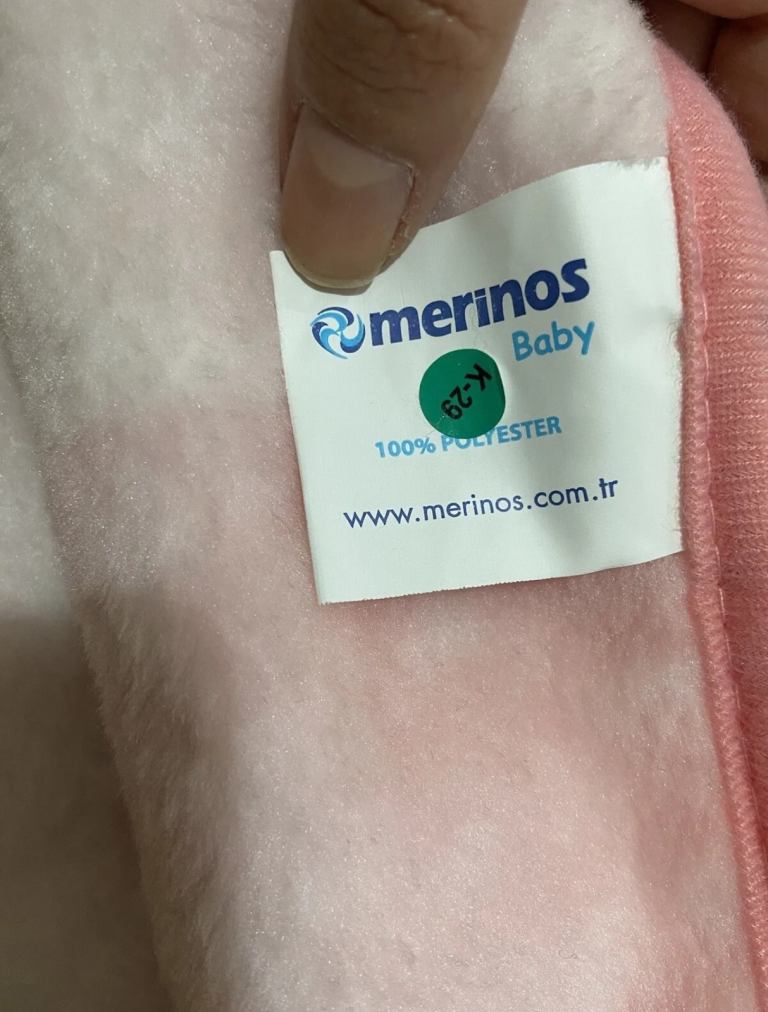 merinos
Baby
K-29
100% POLYESTER
www.merinos.com.tr